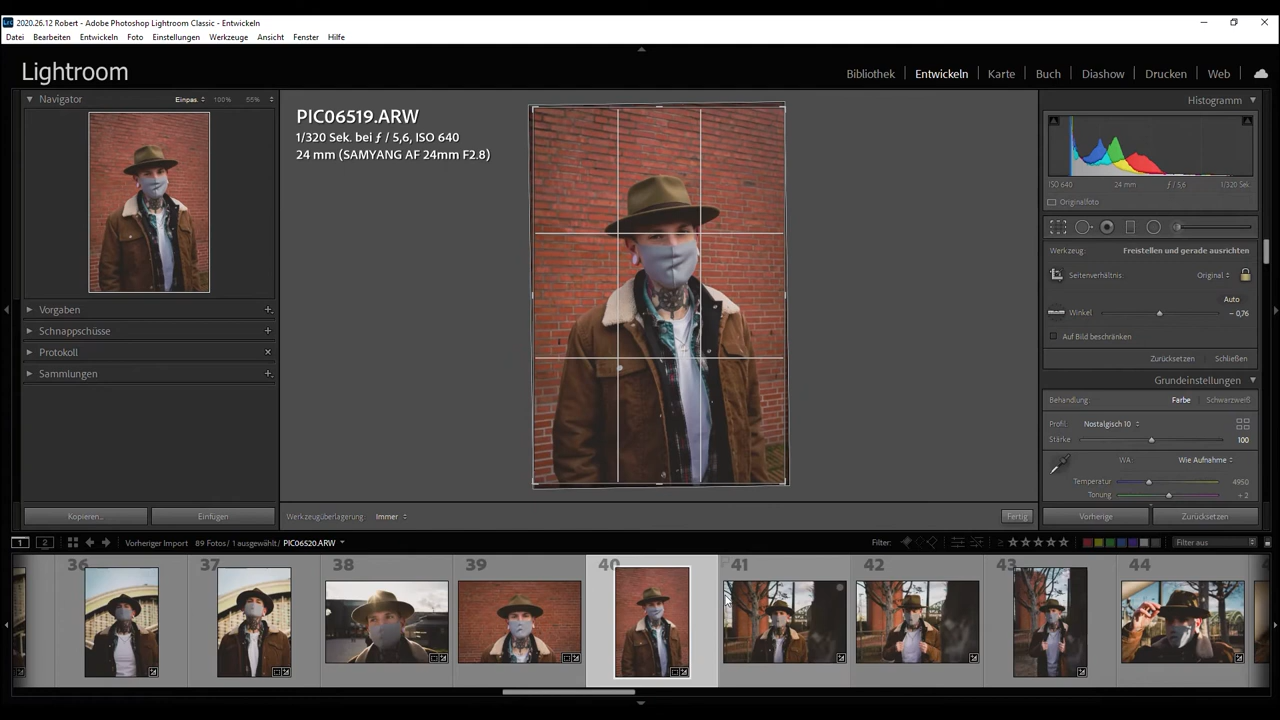 2020.26.12 Robert - Adobe Photoshop Lightroom Classic - Entwickeln
Datei Bearbeiten Entwickeln Foto Einstellungen Werkzeuge Ansicht Fenster Hilfe
Lightroom
Bibliothek Entwickeln Karte Buch Diashow Drucken Web
Navigator Einpas. 100% 55%
Histogramm
PIC06519.ARW
1/320 Sek. bei ƒ / 5,6, ISO 640
24 mm (SAMYANG AF 24mm F2.8)
ISO 640 24 mm ƒ / 5,6 1/320 Sek.
Originalfoto
Werkzeug: Freistellen und gerade ausrichten
Seitenverhältnis: Original
Auto
Winkel - 0,76
Auf Bild beschränken
Zurücksetzen Schließen
Grundeinstellungen
Behandlung: Farbe Schwarzweiß
Profil: Nostalgisch 10
Stärke 100
WA: Wie Aufnahme
Temperatur 4950
Tonung + 2
Vorgaben
Schnappschüsse
Protokoll
Sammlungen
Kopieren... Einfügen
Werkzeugüberlagerung: Immer
Fertig
Vorherige Zurücksetzen
1 2 Vorheriger Import 89 Fotos/ 1 ausgewählt/ PIC06520.ARW
Filter: Filter aus
36 37 38 39 40 41 42 43 44